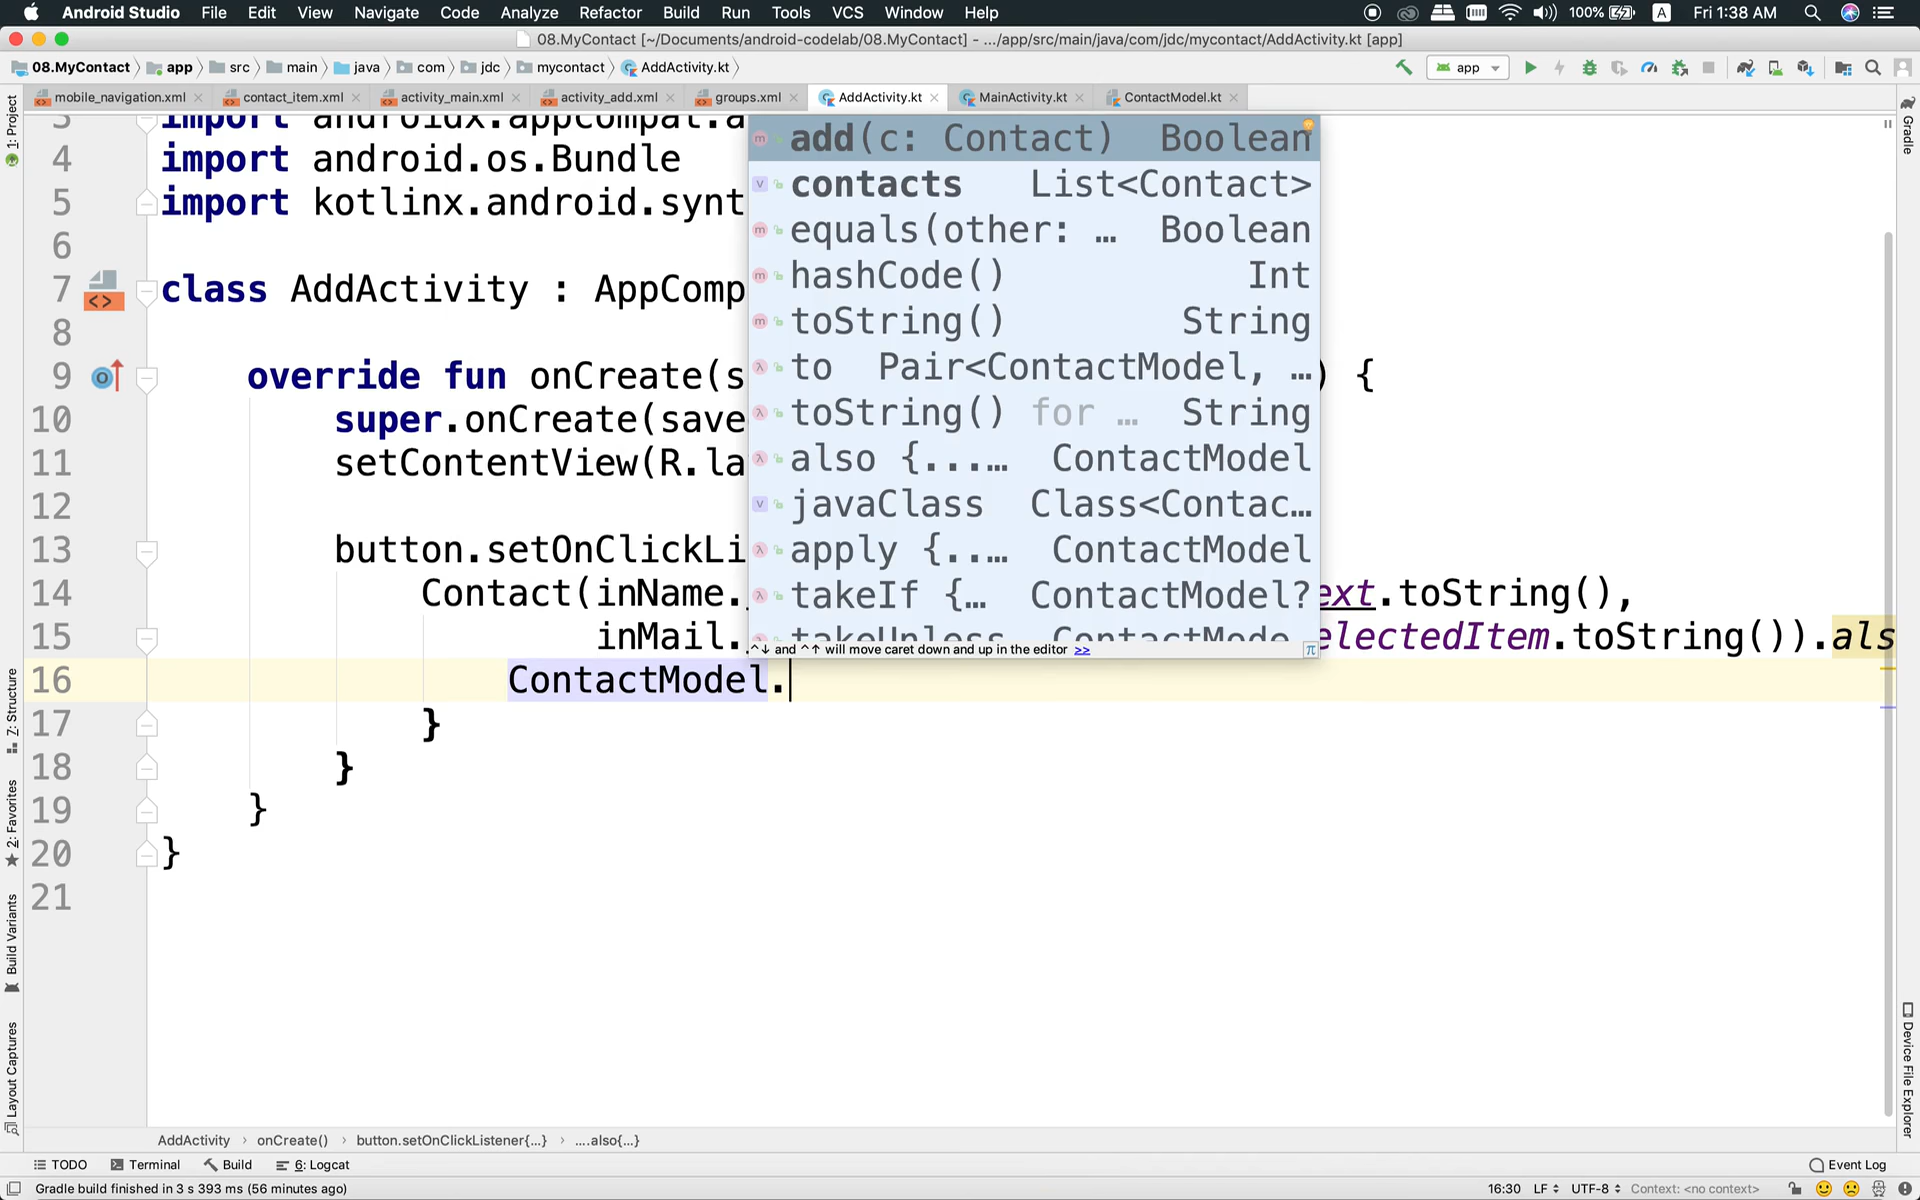 Android Studio File Edit View Navigate Code Analyze Refactor Build Run Tools VCS Window Help 100% A Fri 1:38 AM
08.MyContact [~/Documents/android-codelab/08.MyContact] - .../app/src/main/java/com/jdc/mycontact/AddActivity.kt [app]
08.MyContact app src main java com jdc mycontact AddActivity.kt app
mobile_navigation.xml contact_item.xml activity_main.xml activity_add.xml groups.xml AddActivity.kt MainActivity.kt ContactModel.kt
3 import androidx.appcompat.a
4 import android.os.Bundle
5 import kotlinx.android.synt
6
7 class AddActivity : AppComp
8
9 override fun onCreate(s ) {
10 super.onCreate(save
11 setContentView(R.la
12
13 button.setOnClickLi
14 Contact(inName. ext.toString(),
15 inMail. electedItem.toString()).als
16 ContactModel.
17 }
18 }
19 }
20 }
21
add(c: Contact) Boolean
contacts List<Contact>
equals(other: … Boolean
hashCode() Int
toString() String
to Pair<ContactModel, …
toString() for … String
also {...… ContactModel
javaClass Class<Contac…
apply {..… ContactModel
takeIf {… ContactModel?
takeUnless ContactMode
^↓ and ^↑ will move caret down and up in the editor >>
π
1: Project
Z: Structure
2: Favorites
Build Variants
Layout Captures
Gradle
Device File Explorer
AddActivity › onCreate() › button.setOnClickListener{...} › ....also{...}
TODO Terminal Build 6: Logcat Event Log
Gradle build finished in 3 s 393 ms (56 minutes ago) 16:30 LF UTF-8 Context: <no context>